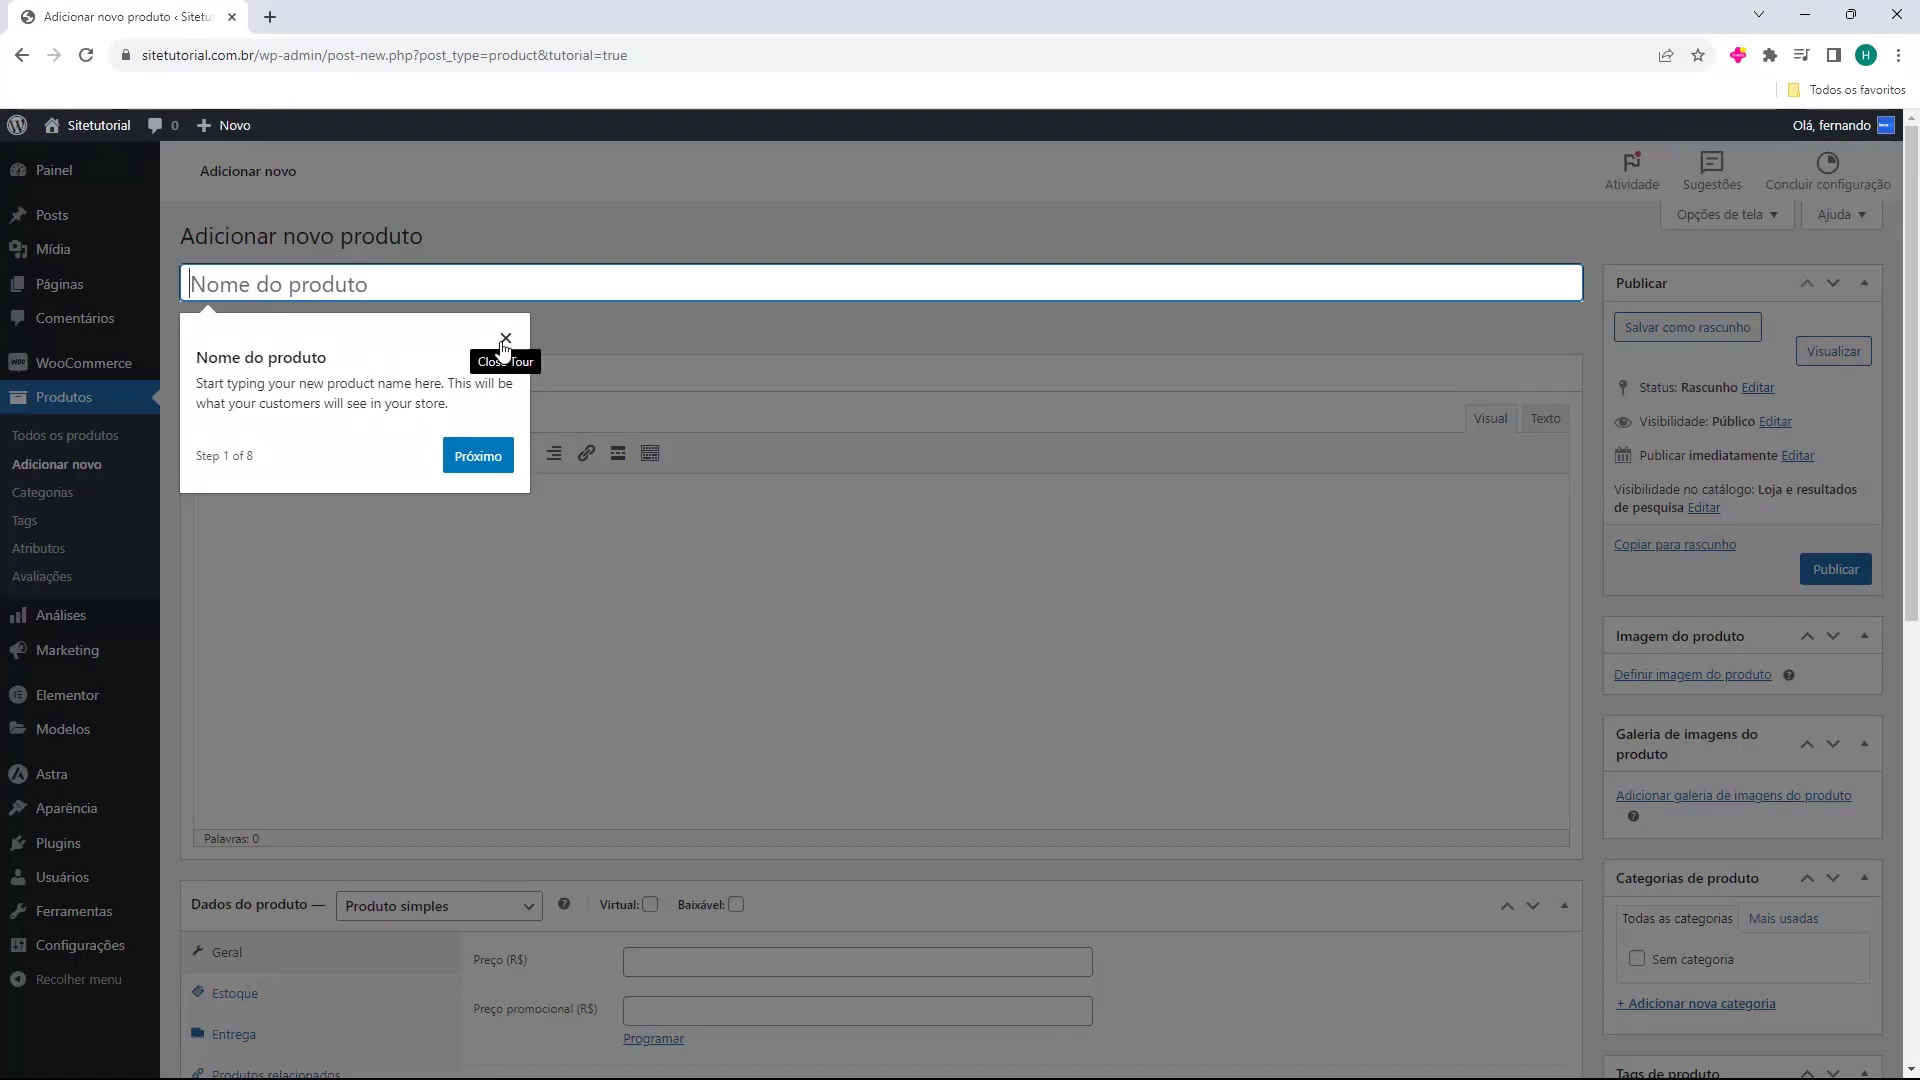 Adicionar novo produto ‹ Sitetu
sitetutorial.com.br/wp-admin/post-new.php?post_type=product&tutorial=true
H
Todos os favoritos
Sitetutorial
0
Novo
Olá, fernando
Painel
Posts
Mídia
Páginas
Comentários
WooCommerce
Produtos
Todos os produtos
Adicionar novo
Categorias
Tags
Atributos
Avaliações
Análises
Marketing
Elementor
Modelos
Astra
Aparência
Plugins
Usuários
Ferramentas
Configurações
Recolher menu
Adicionar novo
Atividade
Sugestões
Concluir configuração
Opções de tela
Ajuda
Adicionar novo produto
Nome do produto
Nome do produto
Close Tour
Start typing your new product name here. This will be
what your customers will see in your store.
Step 1 of 8
Próximo
Visual
Texto
Palavras: 0
Dados do produto —
Produto simples
Virtual:
Baixável:
Geral
Estoque
Entrega
Produtos relacionados
Preço (R$)
Preço promocional (R$)
Programar
Publicar
Salvar como rascunho
Visualizar
Status: Rascunho Editar
Visibilidade: Público Editar
Publicar imediatamente Editar
Visibilidade no catálogo: Loja e resultados
de pesquisa Editar
Copiar para rascunho
Publicar
Imagem do produto
Definir imagem do produto
Galeria de imagens do
produto
Adicionar galeria de imagens do produto
Categorias de produto
Todas as categorias
Mais usadas
Sem categoria
+ Adicionar nova categoria
Tags de produto